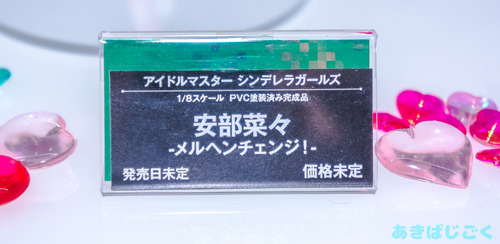 アイドルマスター シンデレラガールズ
1/8スケール PVC塗装済み完成品
安部菜々
-メルヘンチェンジ!-
発売日未定 価格未定
あきばじごく